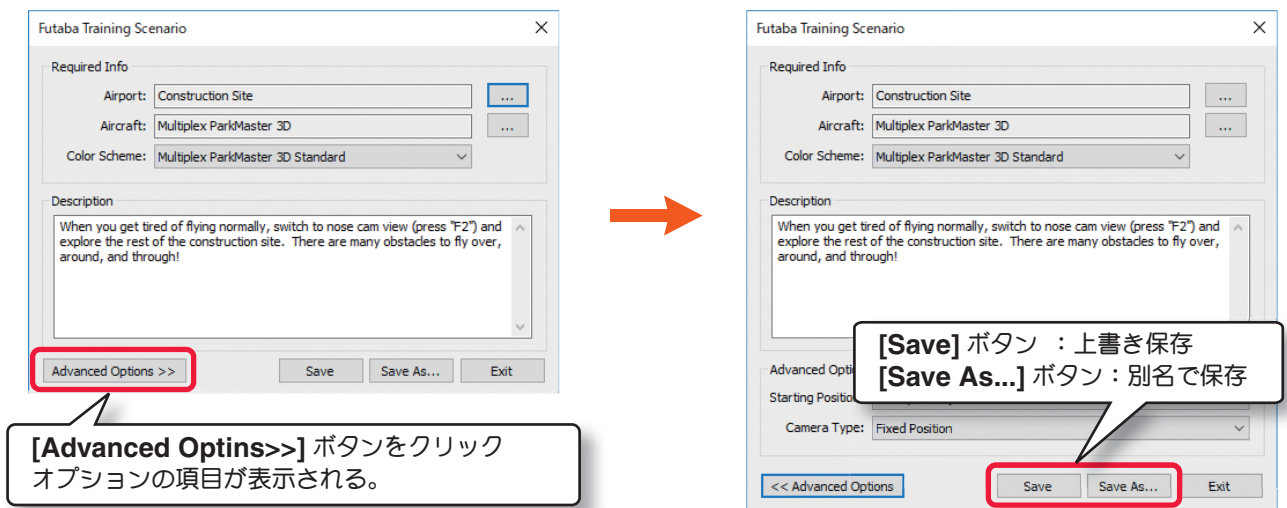 Futaba Training Scenario
Required Info
Airport: Construction Site ...
Aircraft: Multiplex ParkMaster 3D ...
Color Scheme: Multiplex ParkMaster 3D Standard
Description
When you get tired of flying normally, switch to nose cam view (press "F2") and
explore the rest of the construction site. There are many obstacles to fly over,
around, and through!
Advanced Options >> Save Save As... Exit
[Advanced Optins>>] ボタンをクリック
オプションの項目が表示される。
Futaba Training Scenario
Required Info
Airport: Construction Site ...
Aircraft: Multiplex ParkMaster 3D ...
Color Scheme: Multiplex ParkMaster 3D Standard
Description
When you get tired of flying normally, switch to nose cam view (press "F2") and
explore the rest of the construction site. There are many obstacles to fly over,
around, and through!
[Save] ボタン ：上書き保存
[Save As...] ボタン：別名で保存
Advanced Opti
Starting Position
Camera Type: Fixed Position
<< Advanced Options Save Save As... Exit